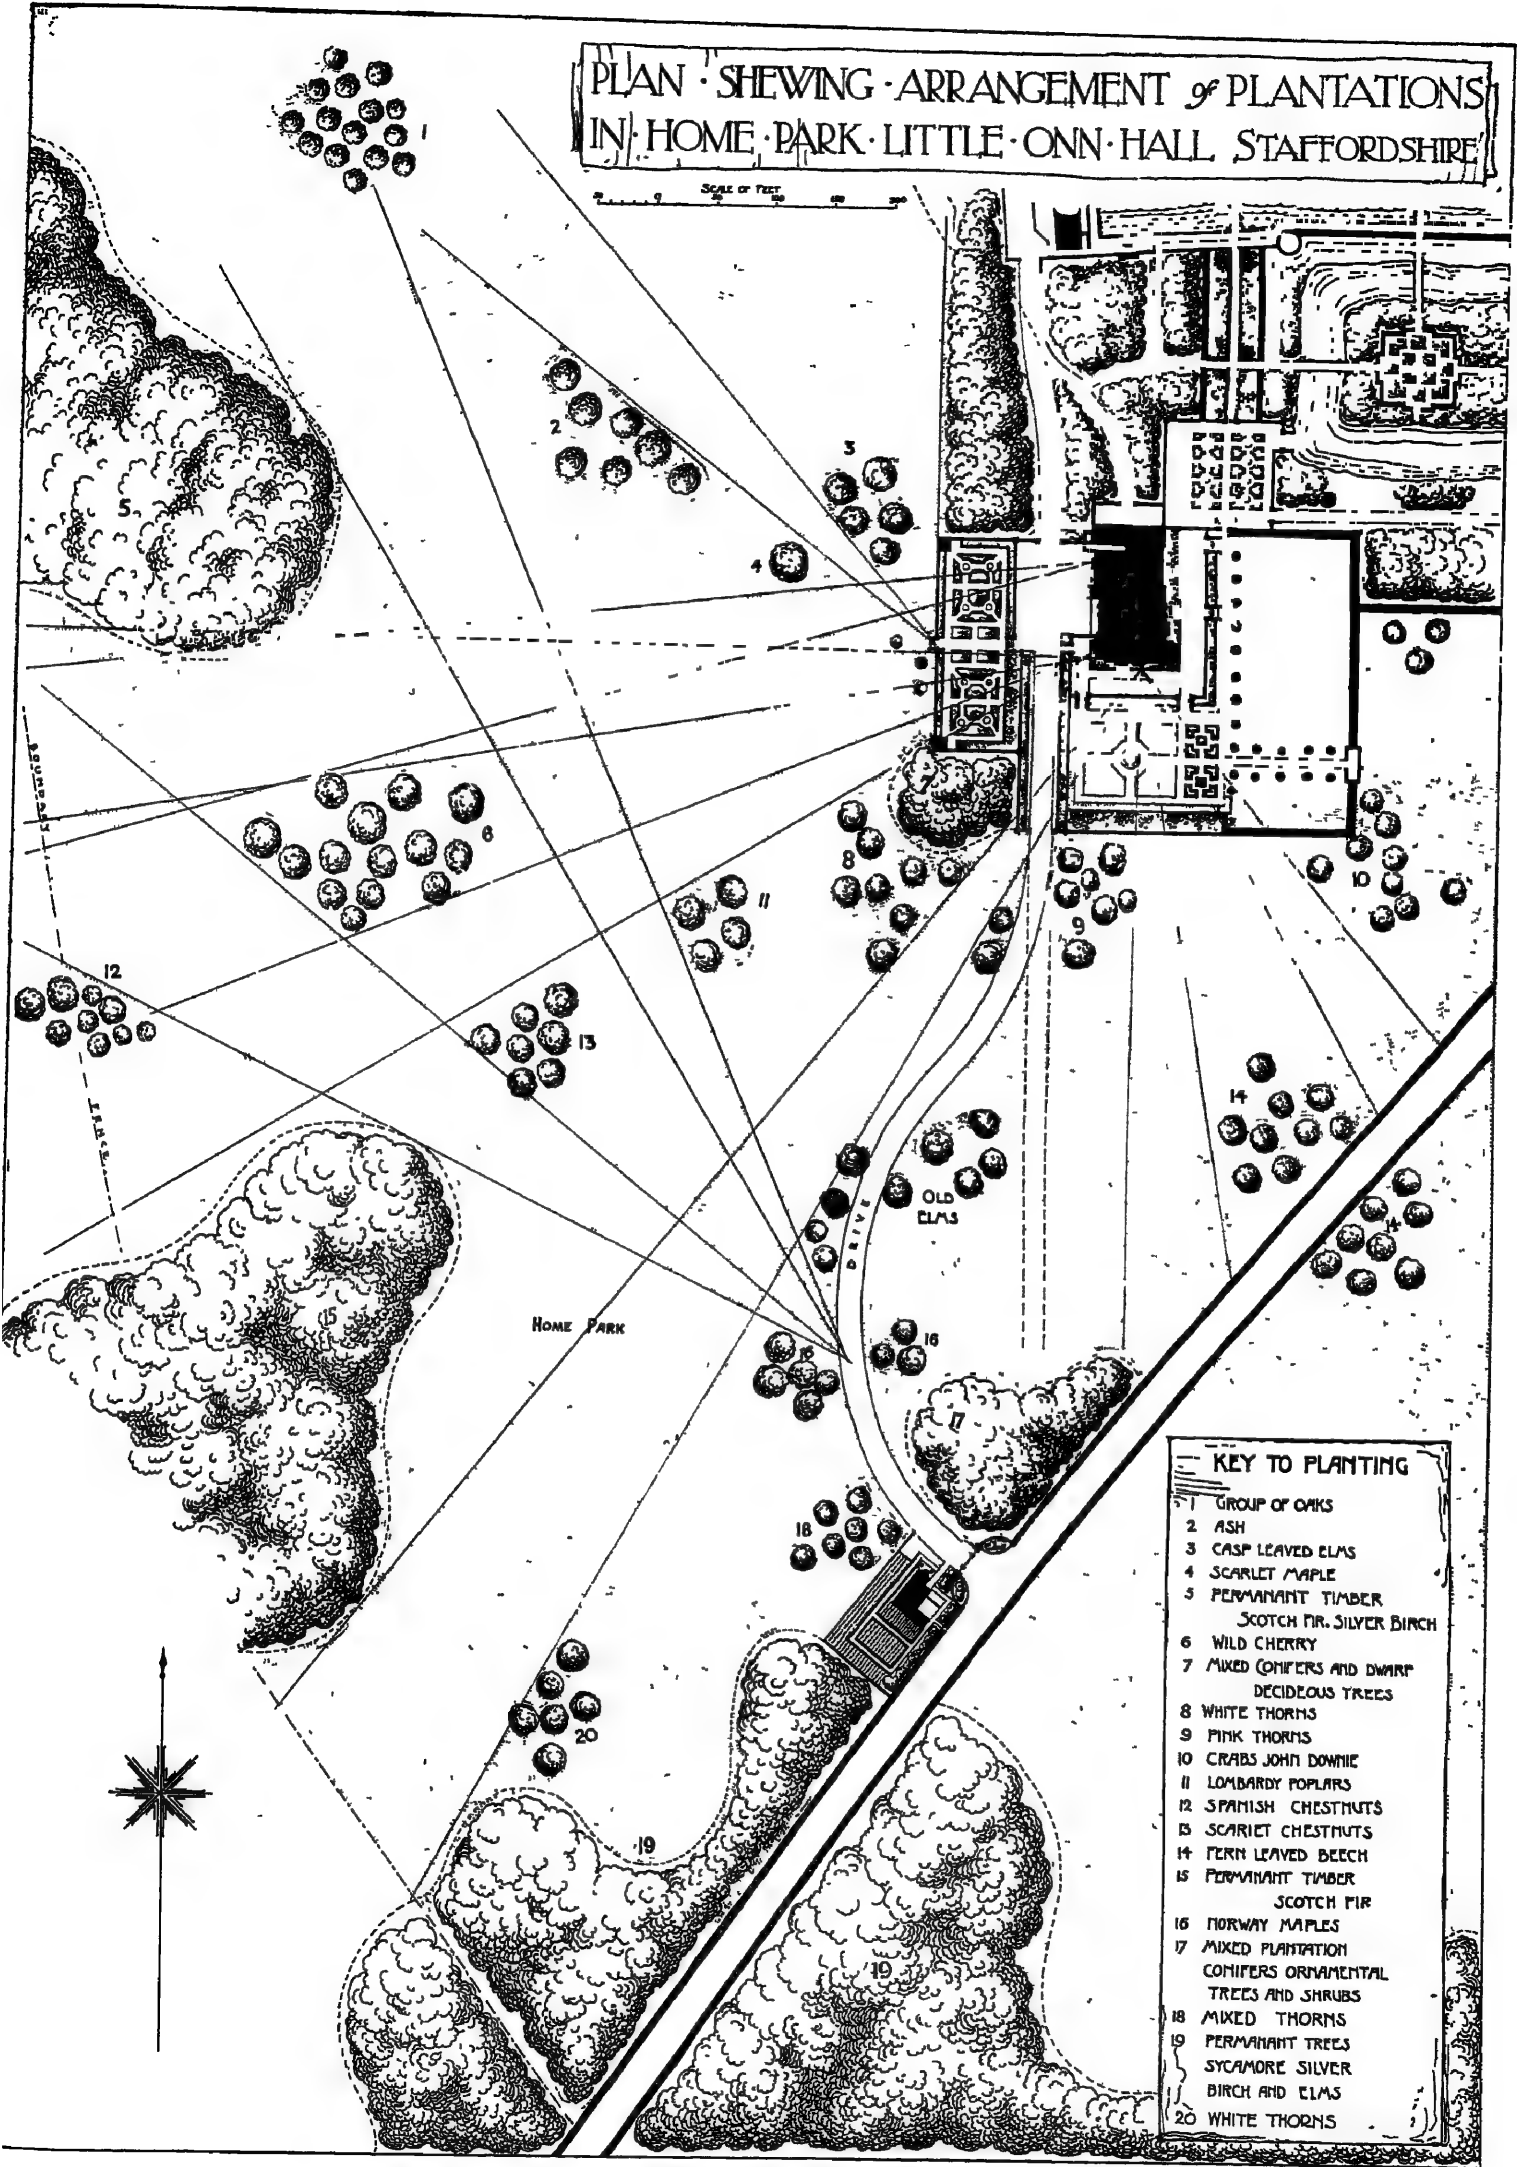 PLAN · SHEWING · ARRANGEMENT of PLANTATIONS
IN · HOME · PARK · LITTLE · ONN · HALL STAFFORDSHIRE
SCALE OF FEET
50 0 50 100 150 200
1
2
3
4
5
BOUNDARY
FENCE
6
7
8
9
10
11
12
13
14
14
OLD
ELMS
DRIVE
15
HOME PARK
16
16
17
18
19
19
20
KEY TO PLANTING
1 GROUP OF OAKS
2 ASH
3 CASP LEAVED ELMS
4 SCARLET MAPLE
5 PERMANANT TIMBER
SCOTCH FIR. SILVER BIRCH
6 WILD CHERRY
7 MIXED CONIFERS AND DWARF
DECIDEOUS TREES
8 WHITE THORNS
9 PINK THORNS
10 CRABS JOHN DOWNIE
11 LOMBARDY POPLARS
12 SPANISH CHESTNUTS
13 SCARLET CHESTNUTS
14 FERN LEAVED BEECH
15 PERMANANT TIMBER
SCOTCH FIR
16 NORWAY MAPLES
17 MIXED PLANTATION
CONIFERS ORNAMENTAL
TREES AND SHRUBS
18 MIXED THORNS
19 PERMANANT TREES
SYCAMORE SILVER
BIRCH AND ELMS
20 WHITE THORNS